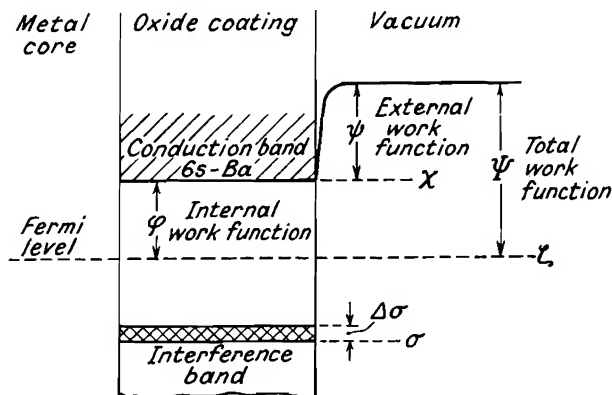 Metal
core
Oxide coating
Vacuum
Conduction band
6s-Ba
ψ
External
work
function
Ψ
Total
work
function
χ
φ
Internal
work function
Fermi
level
ζ
Δσ
σ
Interference
band